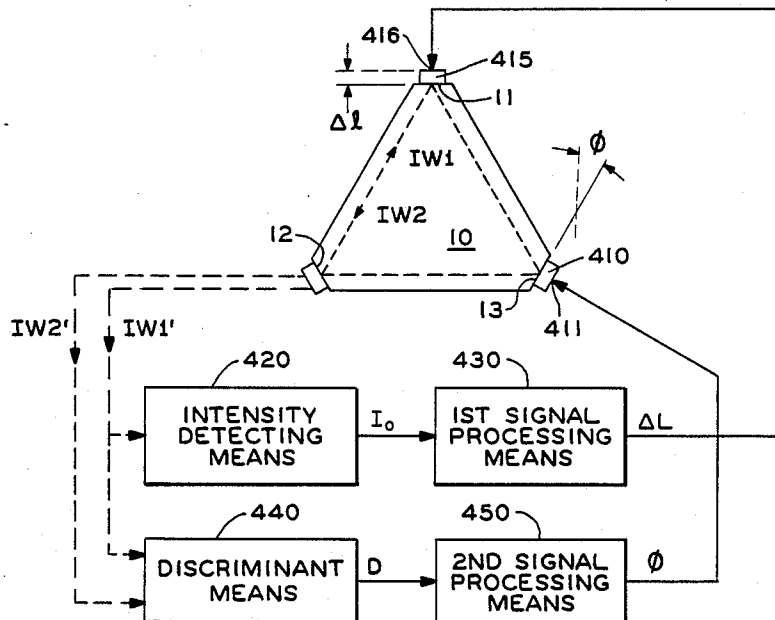 416
415
11
Δl
ϕ
IW1
IW2
10
12
13
410
411
IW2'
IW1'
420
430
INTENSITY
DETECTING
MEANS
I₀
1ST SIGNAL
PROCESSING
MEANS
ΔL
440
450
DISCRIMINANT
MEANS
D
2ND SIGNAL
PROCESSING
MEANS
ϕ